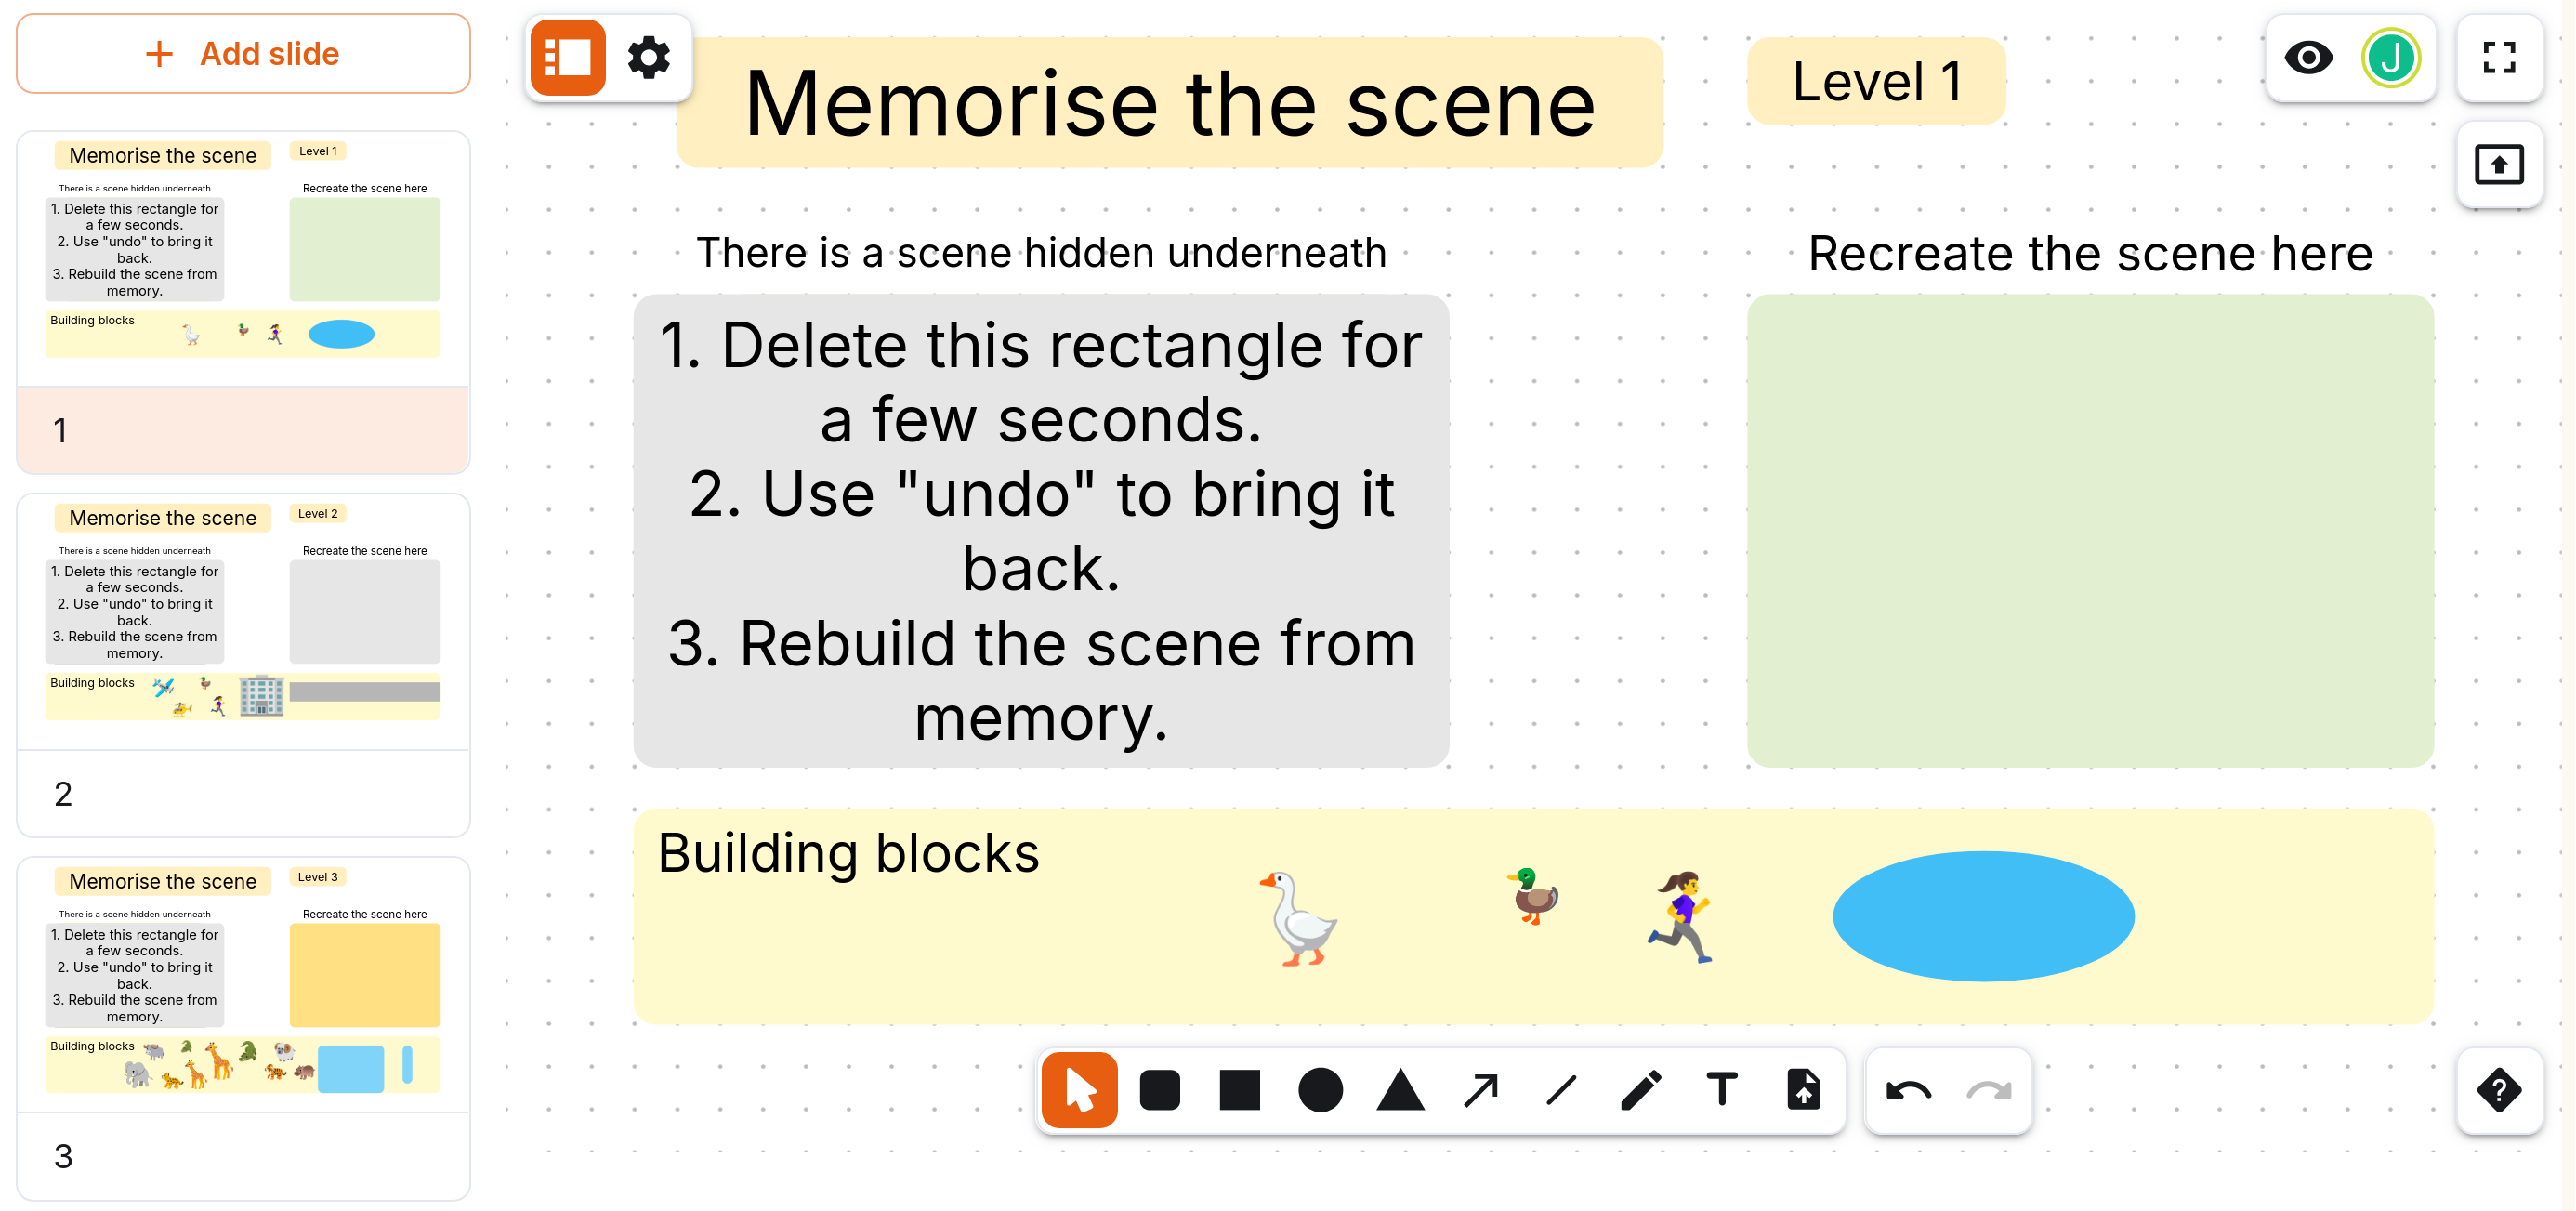 Add slide
Memorise the scene
Level 1
There is a scene hidden underneath
Recreate the scene here
1. Delete this rectangle for
a few seconds.
2. Use "undo" to bring it
back.
3. Rebuild the scene from
memory.
Building blocks
1
Memorise the scene
Level 2
There is a scene hidden underneath
Recreate the scene here
1. Delete this rectangle for
a few seconds.
2. Use "undo" to bring it
back.
3. Rebuild the scene from
memory.
Building blocks
2
Memorise the scene
Level 3
There is a scene hidden underneath
Recreate the scene here
1. Delete this rectangle for
a few seconds.
2. Use "undo" to bring it
back.
3. Rebuild the scene from
memory.
Building blocks
3
Memorise the scene
Level 1
J
There is a scene hidden underneath
Recreate the scene here
1. Delete this rectangle for
a few seconds.
2. Use "undo" to bring it
back.
3. Rebuild the scene from
memory.
Building blocks
T
?